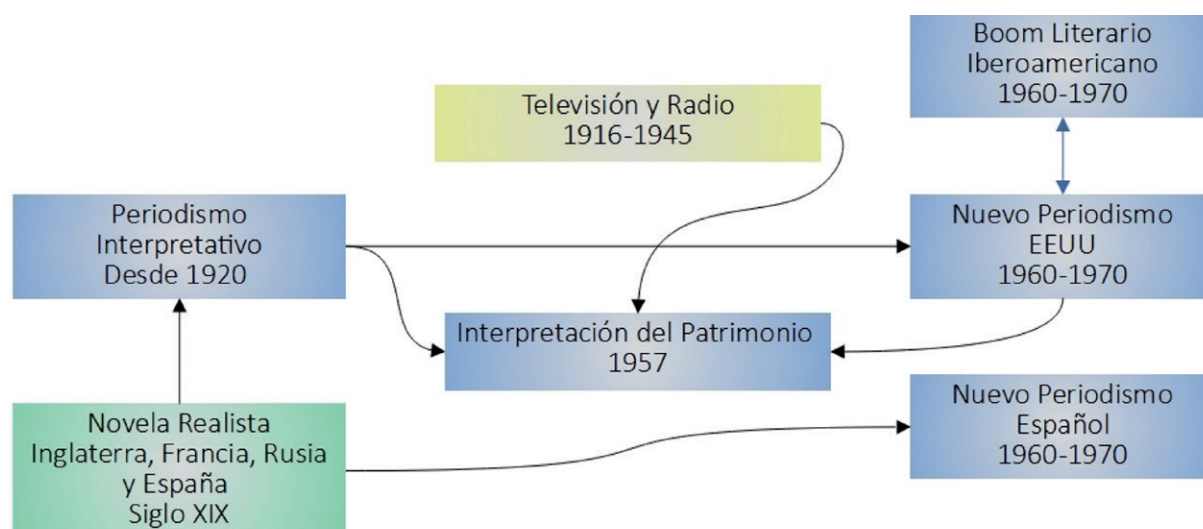 Boom Literario
Iberoamericano
1960-1970
Televisión y Radio
1916-1945
Periodismo
Interpretativo
Desde 1920
Nuevo Periodismo
EEUU
1960-1970
Interpretación del Patrimonio
1957
Novela Realista
Inglaterra, Francia, Rusia
y España
Siglo XIX
Nuevo Periodismo
Español
1960-1970